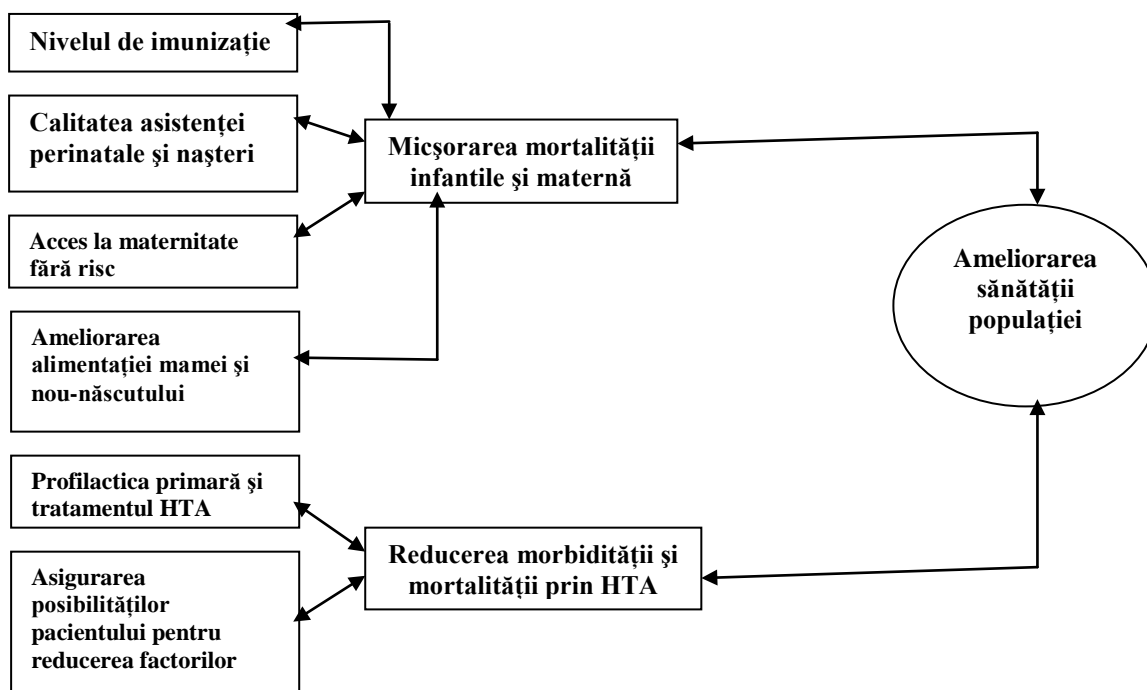 Nivelul de imunizație
Calitatea asistenței
perinatale şi naşteri
Acces la maternitate
fără risc
Ameliorarea
alimentației mamei şi
nou-născutului
Profilactica primară şi
tratamentul HTA
Asigurarea
posibilităților
pacientului pentru
reducerea factorilor
Micşorarea mortalității
infantile şi maternă
Reducerea morbidității şi
mortalității prin HTA
Ameliorarea
sănătății
populației